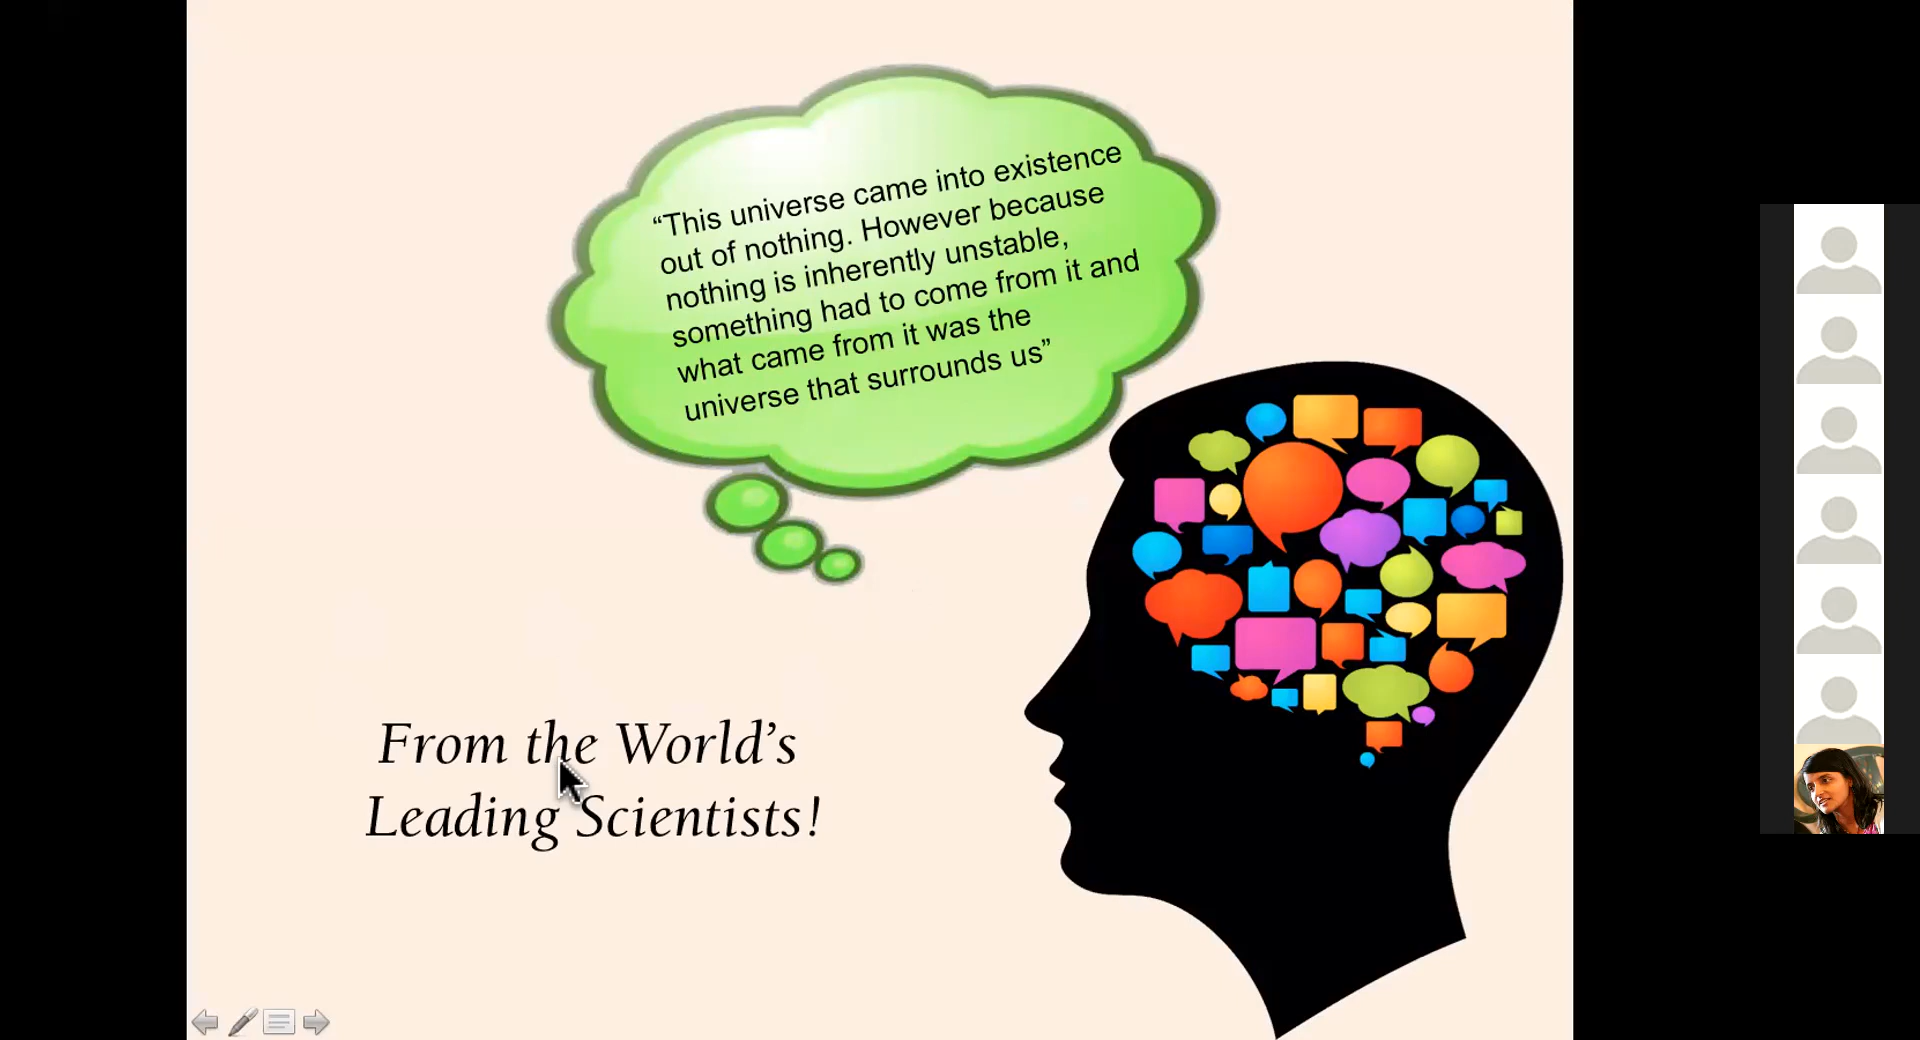 “This universe came into existence
out of nothing. However because
nothing is inherently unstable,
something had to come from it and
what came from it was the
universe that surrounds us”
From the World’s
Leading Scientists!